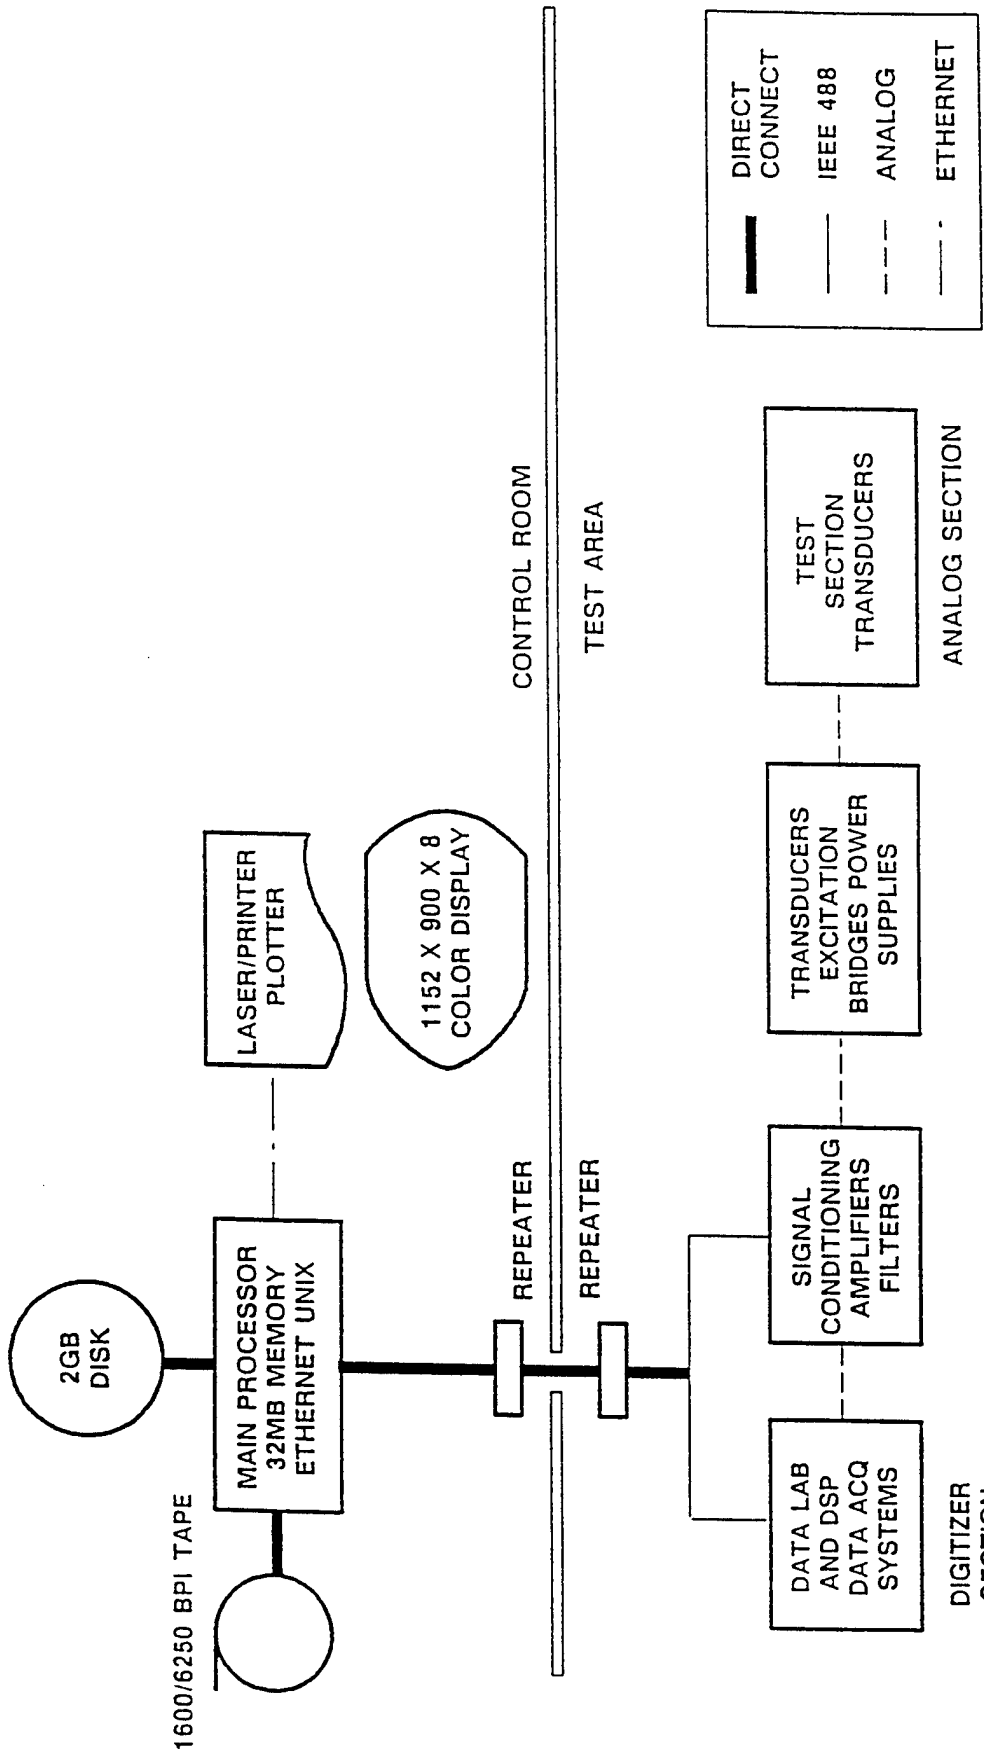 2GB
DISK
1600/6250 BPI TAPE
MAIN PROCESSOR
32MB MEMORY
ETHERNET UNIX
LASER/PRINTER
PLOTTER
1152 X 900 X 8
COLOR DISPLAY
REPEATER
CONTROL ROOM
REPEATER
TEST AREA
DATA LAB
AND DSP
DATA ACQ
SYSTEMS
SIGNAL
CONDITIONING
AMPLIFIERS
FILTERS
TRANSDUCERS
EXCITATION
BRIDGES POWER
SUPPLIES
TEST
SECTION
TRANSDUCERS
DIGITIZER
SECTION
ANALOG SECTION
DIRECT
CONNECT
IEEE 488
ANALOG
ETHERNET